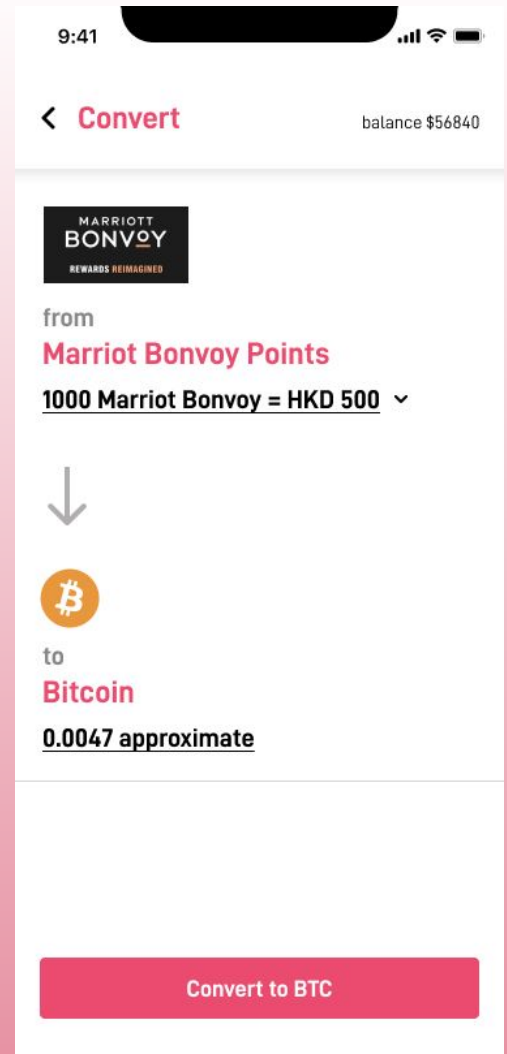 9:41
Convert
balance $56840
MARRIOTT
BONVOY
REWARDS REIMAGINED
from
Marriot Bonvoy Points
1000 Marriot Bonvoy = HKD 500
to
Bitcoin
0.0047 approximate
Convert to BTC